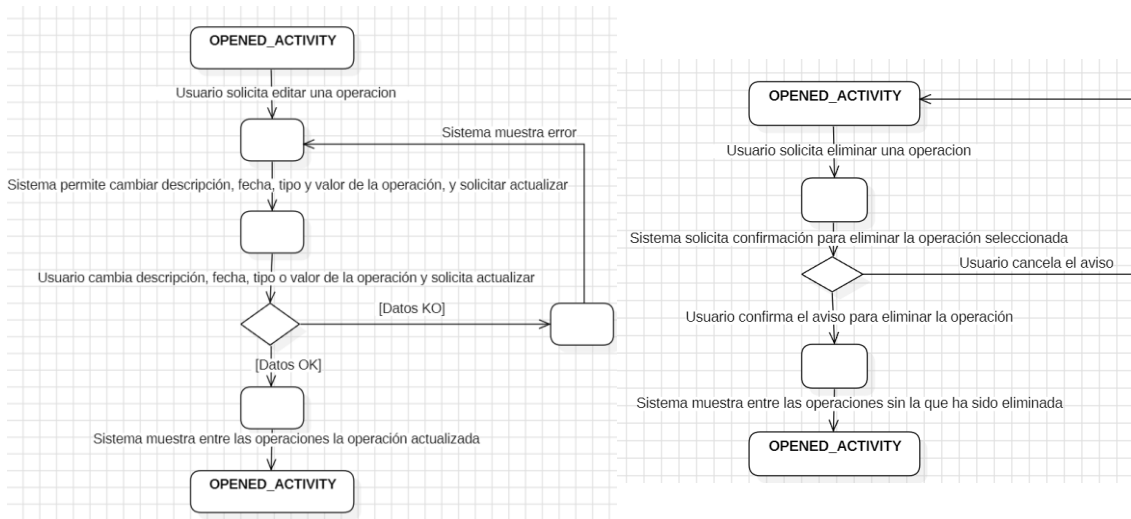 OPENED_ACTIVITY
Usuario solicita editar una operacion
Sistema muestra error
Sistema permite cambiar descripción, fecha, tipo y valor de la operación, y solicitar actualizar
Usuario cambia descripción, fecha, tipo o valor de la operación y solicita actualizar
[Datos KO]
[Datos OK]
Sistema muestra entre las operaciones la operación actualizada
OPENED_ACTIVITY
OPENED_ACTIVITY
Usuario solicita eliminar una operacion
Sistema solicita confirmación para eliminar la operación seleccionada
Usuario cancela el aviso
Usuario confirma el aviso para eliminar la operación
Sistema muestra entre las operaciones sin la que ha sido eliminada
OPENED_ACTIVITY